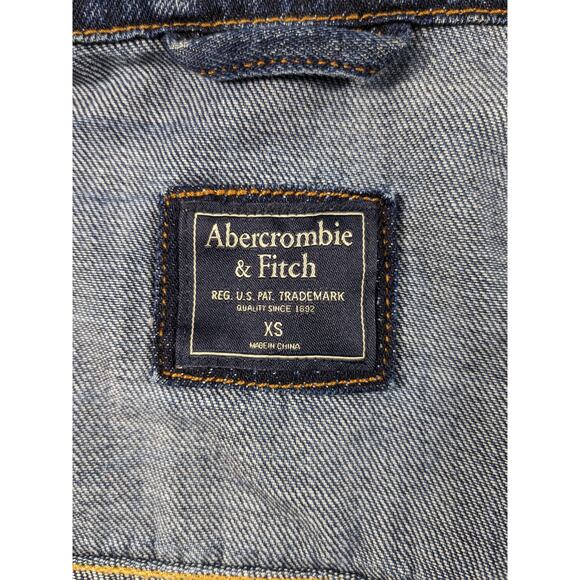 Abercrombie
& Fitch
REG. U.S. PAT. TRADEMARK
QUALITY SINCE 1892
XS
MADE IN CHINA